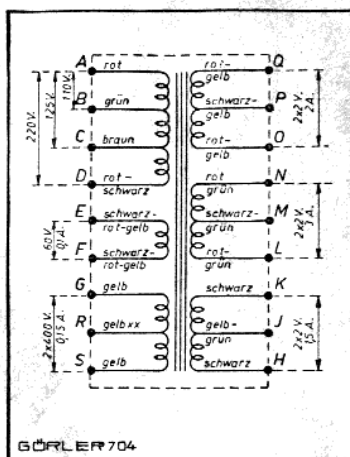 A rot
B grün
C braun
D rot-
schwarz
E schwarz-
rot-gelb
F schwarz-
rot-gelb
G gelb
R gelb xx
S gelb
110V.
125V.
220V.
60V.
0,1A.
2x400V.
0,15A.
rot- Q
gelb
schwarz- P
gelb
rot- O
gelb
rot N
grün
schwarz- M
grün
rot- L
grün
schwarz K
gelb- J
grün
schwarz H
2x2V.
2A.
2x2V.
2x2V.
1,5A.
GÖRLER 704